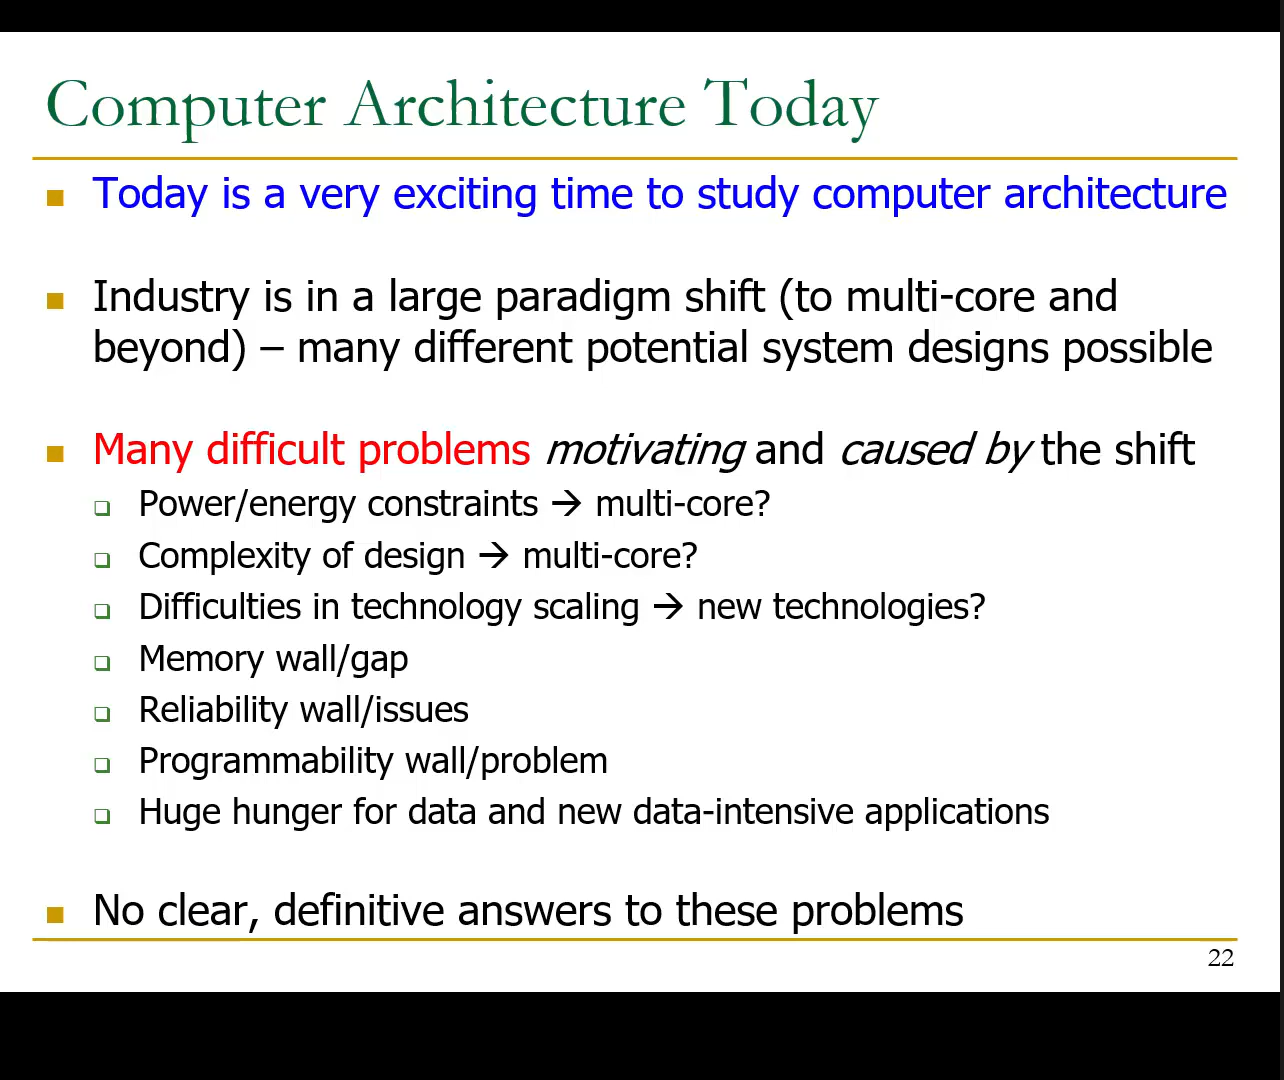 Computer Architecture Today
Today is a very exciting time to study computer architecture
Industry is in a large paradigm shift (to multi-core and
beyond) – many different potential system designs possible
Many difficult problems motivating and caused by the shift
Power/energy constraints → multi-core?
Complexity of design → multi-core?
Difficulties in technology scaling → new technologies?
Memory wall/gap
Reliability wall/issues
Programmability wall/problem
Huge hunger for data and new data-intensive applications
No clear, definitive answers to these problems
22